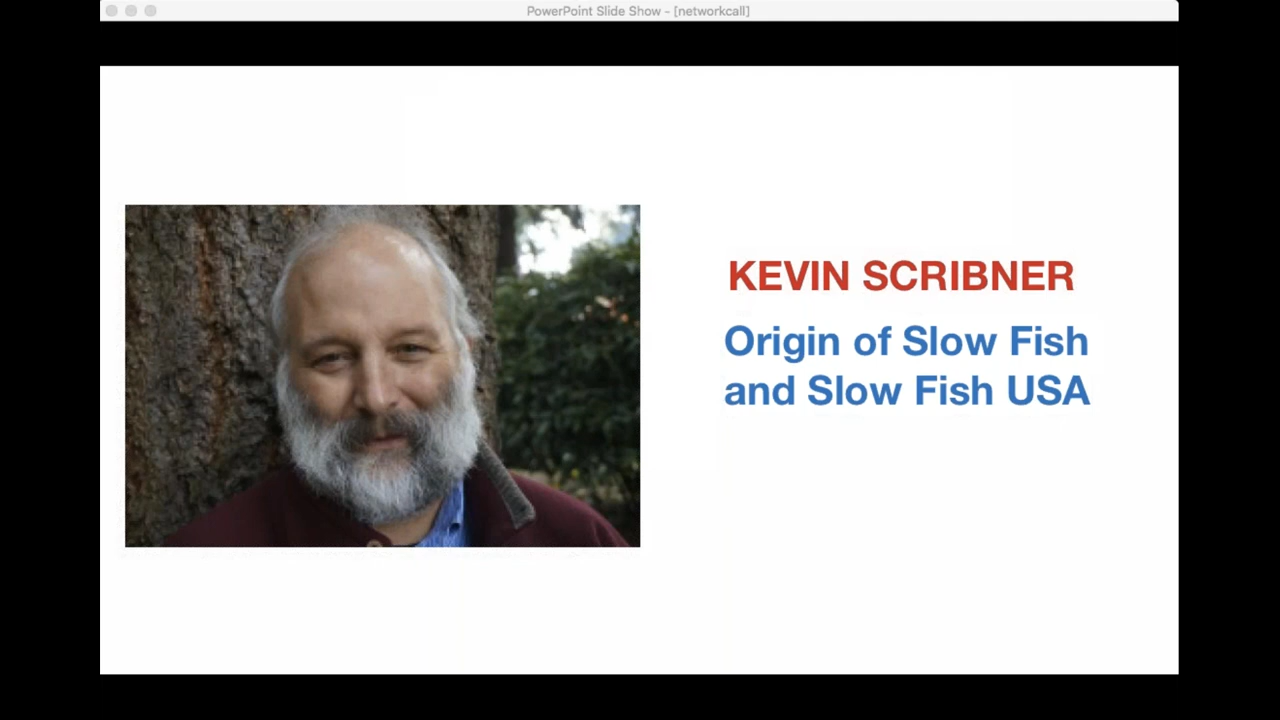 PowerPoint Slide Show - [networkcall]
KEVIN SCRIBNER
Origin of Slow Fish
and Slow Fish USA